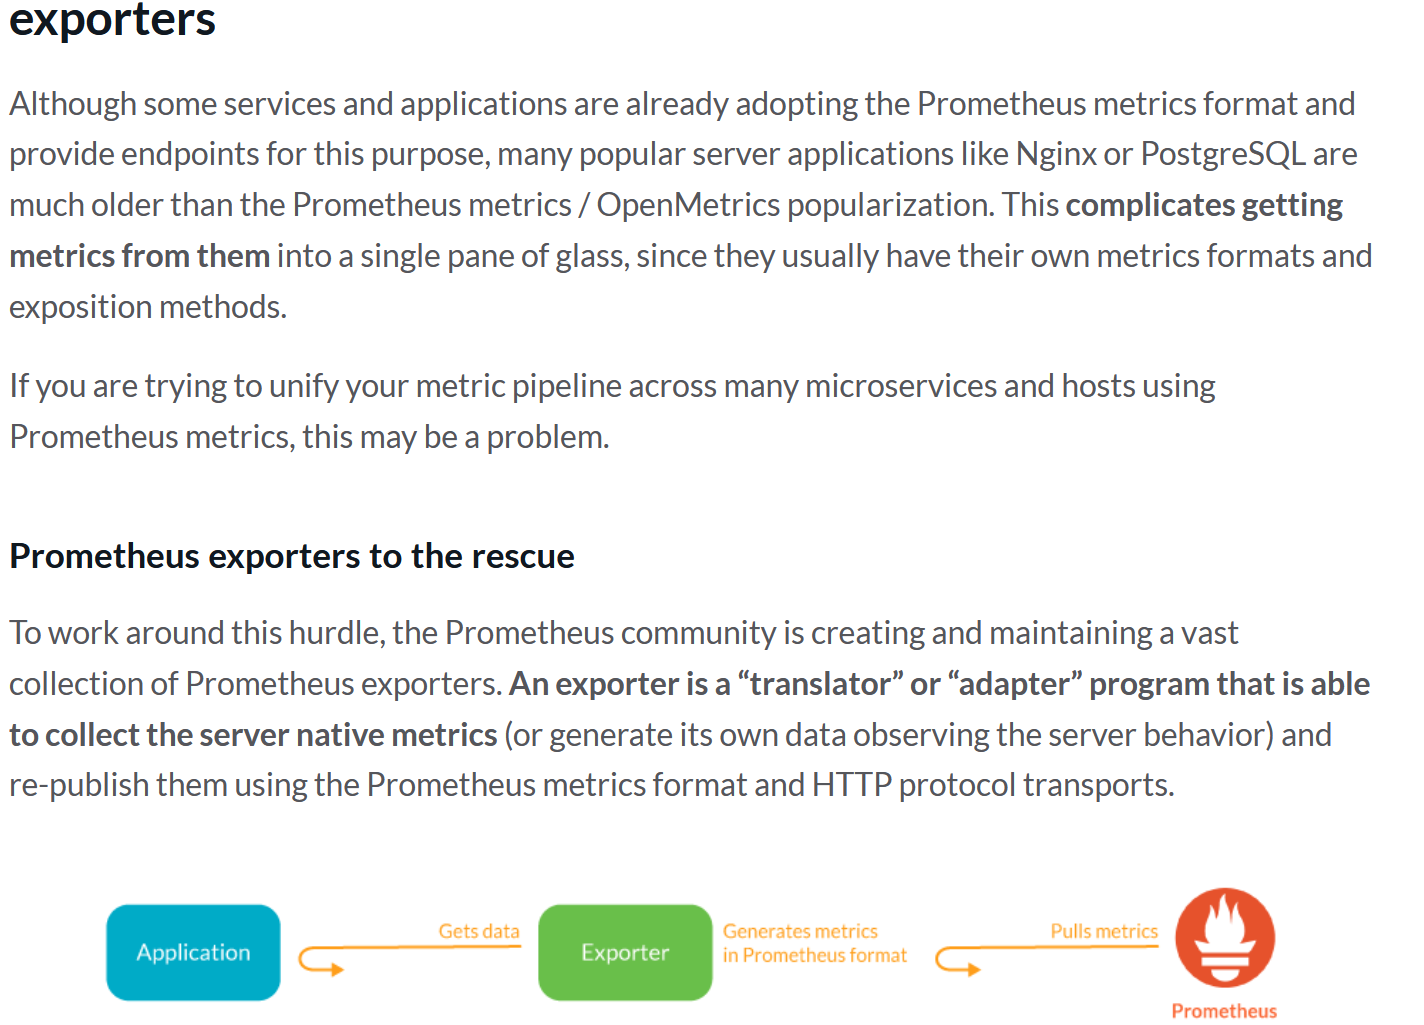 exporters
Although some services and applications are already adopting the Prometheus metrics format and
provide endpoints for this purpose, many popular server applications like Nginx or PostgreSQL are
much older than the Prometheus metrics / OpenMetrics popularization. This complicates getting
metrics from them into a single pane of glass, since they usually have their own metrics formats and
exposition methods.
If you are trying to unify your metric pipeline across many microservices and hosts using
Prometheus metrics, this may be a problem.
Prometheus exporters to the rescue
To work around this hurdle, the Prometheus community is creating and maintaining a vast
collection of Prometheus exporters. An exporter is a “translator” or “adapter” program that is able
to collect the server native metrics (or generate its own data observing the server behavior) and
re-publish them using the Prometheus metrics format and HTTP protocol transports.
Application
Gets data
Exporter
Generates metrics
in Prometheus format
Pulls metrics
Prometheus